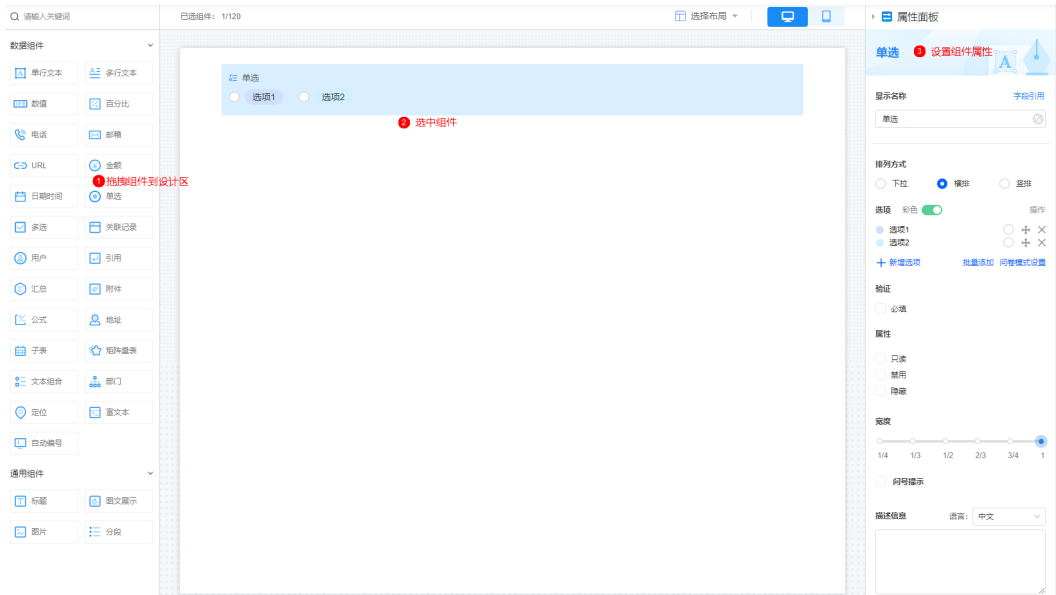 请输入关键词
已选组件： 1/120
选择布局
属性面板
数据组件
单行文本
多行文本
数值
百分比
电话
邮箱
URL
金额
1 拖拽组件到设计区
日期时间
单选
多选
关联记录
用户
引用
汇总
附件
公式
地址
子表
矩阵量表
文本组合
部门
定位
富文本
自动编号
通用组件
标题
图文展示
图片
分段
单选
选项1
选项2
2 选中组件
单选
3 设置组件属性
A
显示名称
字段引用
单选
排列方式
下拉
横排
竖排
选项 彩色
操作
选项1
选项2
新增选项
批量添加 问卷模式设置
验证
必填
属性
只读
禁用
隐藏
宽度
1/4 1/3 1/2 2/3 3/4 1
问号提示
描述信息
语言： 中文